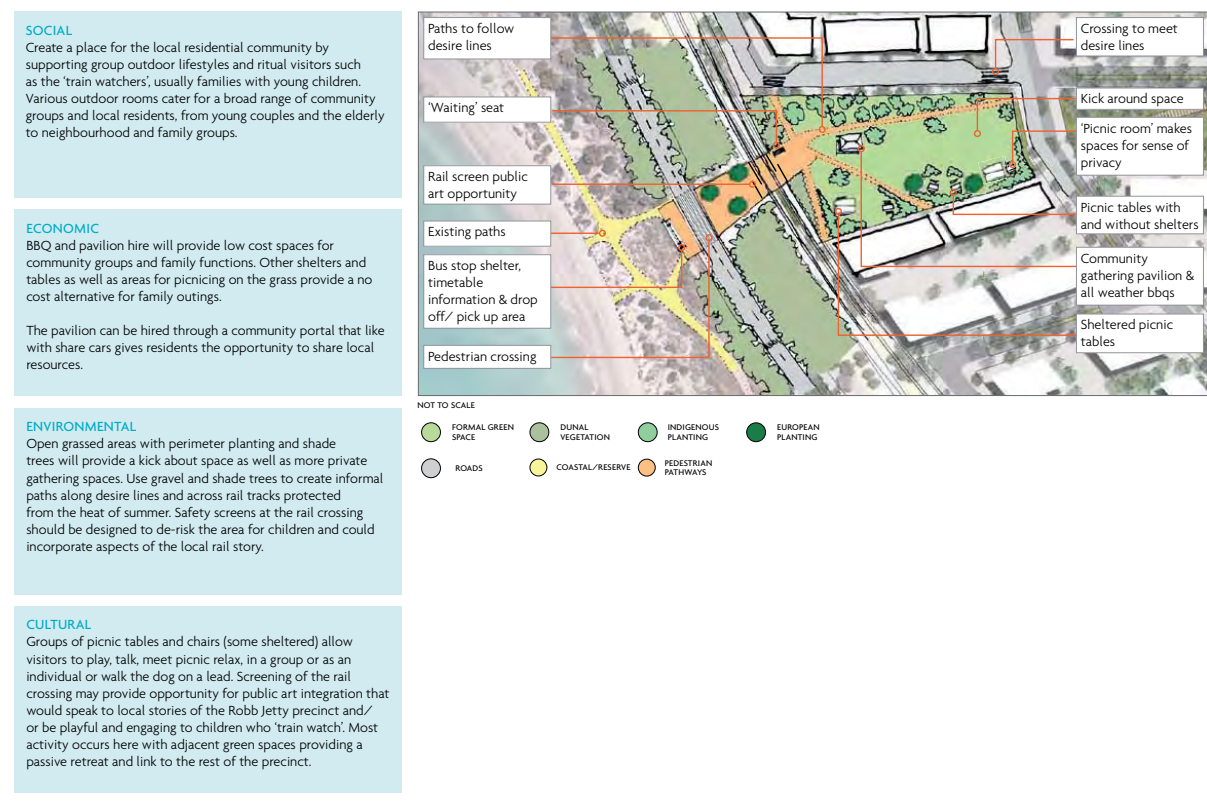 SOCIAL
Create a place for the local residential community by
supporting group outdoor lifestyles and ritual visitors such
as the ‘train watchers’, usually families with young children.
Various outdoor rooms cater for a broad range of community
groups and local residents, from young couples and the elderly
to neighbourhood and family groups.
ECONOMIC
BBQ and pavilion hire will provide low cost spaces for
community groups and family functions. Other shelters and
tables as well as areas for picnicing on the grass provide a no
cost alternative for family outings.
The pavilion can be hired through a community portal that like
with share cars gives residents the opportunity to share local
resources.
ENVIRONMENTAL
Open grassed areas with perimeter planting and shade
trees will provide a kick about space as well as more private
gathering spaces. Use gravel and shade trees to create informal
paths along desire lines and across rail tracks protected
from the heat of summer. Safety screens at the rail crossing
should be designed to de-risk the area for children and could
incorporate aspects of the local rail story.
CULTURAL
Groups of picnic tables and chairs (some sheltered) allow
visitors to play, talk, meet picnic relax, in a group or as an
individual or walk the dog on a lead. Screening of the rail
crossing may provide opportunity for public art integration that
would speak to local stories of the Robb Jetty precinct and/
or be playful and engaging to children who ‘train watch’. Most
activity occurs here with adjacent green spaces providing a
passive retreat and link to the rest of the precinct.
Paths to follow
desire lines
‘Waiting’ seat
Rail screen public
art opportunity
Existing paths
Bus stop shelter,
timetable
information & drop
off/ pick up area
Pedestrian crossing
Crossing to meet
desire lines
Kick around space
‘Picnic room’ makes
spaces for sense of
privacy
Picnic tables with
and without shelters
Community
gathering pavilion &
all weather bbqs
Sheltered picnic
tables
NOT TO SCALE
FORMAL GREEN
SPACE
DUNAL
VEGETATION
INDIGENOUS
PLANTING
EUROPEAN
PLANTING
ROADS
COASTAL/RESERVE
PEDESTRIAN
PATHWAYS